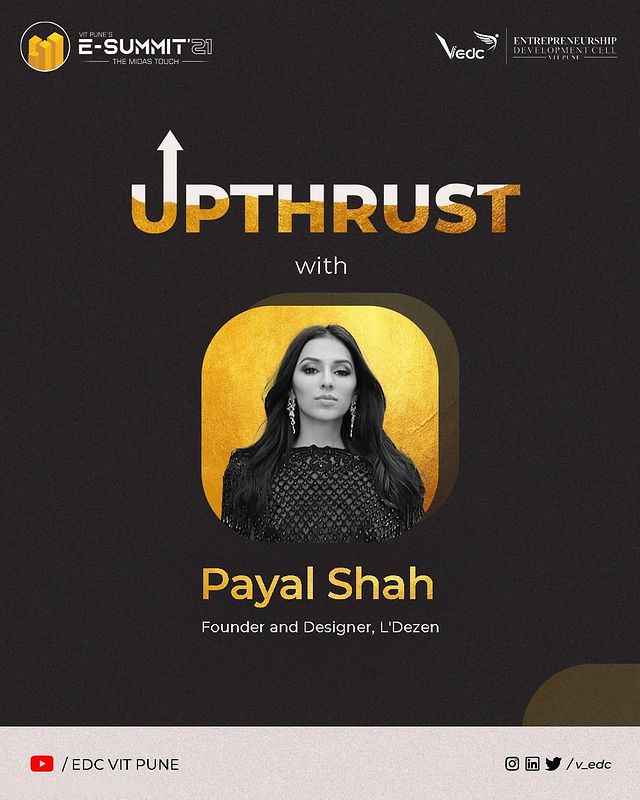 VIT PUNE'S
E-SUMMIT'21
THE MIDAS TOUCH
Vedc
ENTREPRENEURSHIP
DEVELOPMENT CELL
VIT PUNE
UPTHRUST
with
Payal Shah
Founder and Designer, L'Dezen
/ EDC VIT PUNE
/ v_edc